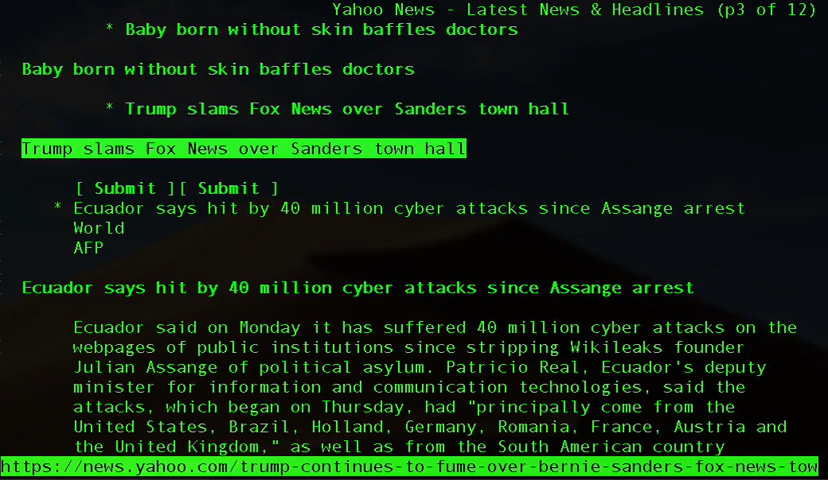 Yahoo News - Latest News & Headlines (p3 of 12)
* Baby born without skin baffles doctors
Baby born without skin baffles doctors
* Trump slams Fox News over Sanders town hall
Trump slams Fox News over Sanders town hall
[ Submit ][ Submit ]
* Ecuador says hit by 40 million cyber attacks since Assange arrest
World
AFP
Ecuador says hit by 40 million cyber attacks since Assange arrest
Ecuador said on Monday it has suffered 40 million cyber attacks on the
webpages of public institutions since stripping Wikileaks founder
Julian Assange of political asylum. Patricio Real, Ecuador's deputy
minister for information and communication technologies, said the
attacks, which began on Thursday, had "principally come from the
United States, Brazil, Holland, Germany, Romania, France, Austria and
the United Kingdom," as well as from the South American country
https://news.yahoo.com/trump-continues-to-fume-over-bernie-sanders-fox-news-tow